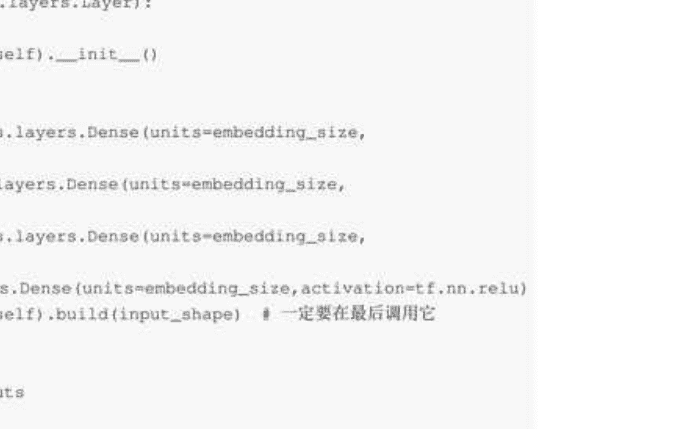 .layers.Layer):
self).__init__()
s.layers.Dense(units=embedding_size,
layers.Dense(units=embedding_size,
s.layers.Dense(units=embedding_size,
s.Dense(units=embedding_size,activation=tf.nn.relu)
self).build(input_shape)  # 一定要在最后调用它
uts